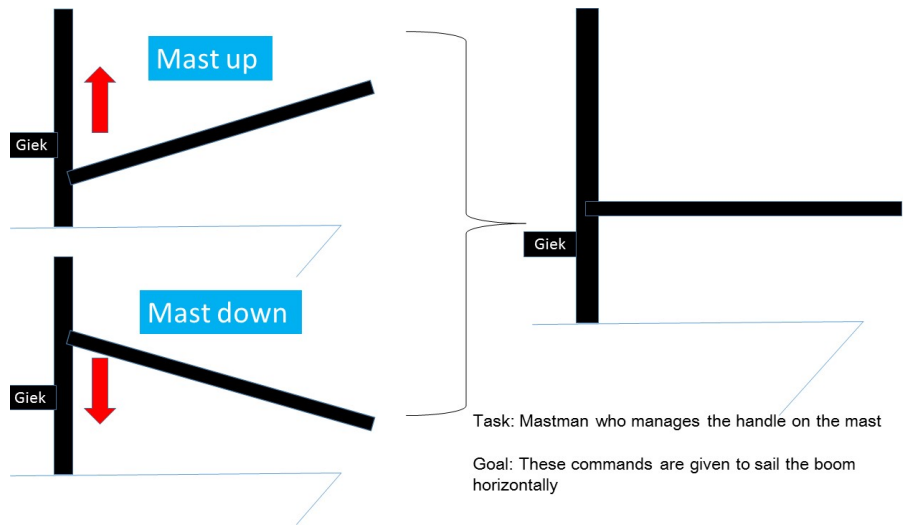 Mast up
Giek
Mast down
Giek
Giek
Task: Mastman who manages the handle on the mast
Goal: These commands are given to sail the boom
horizontally